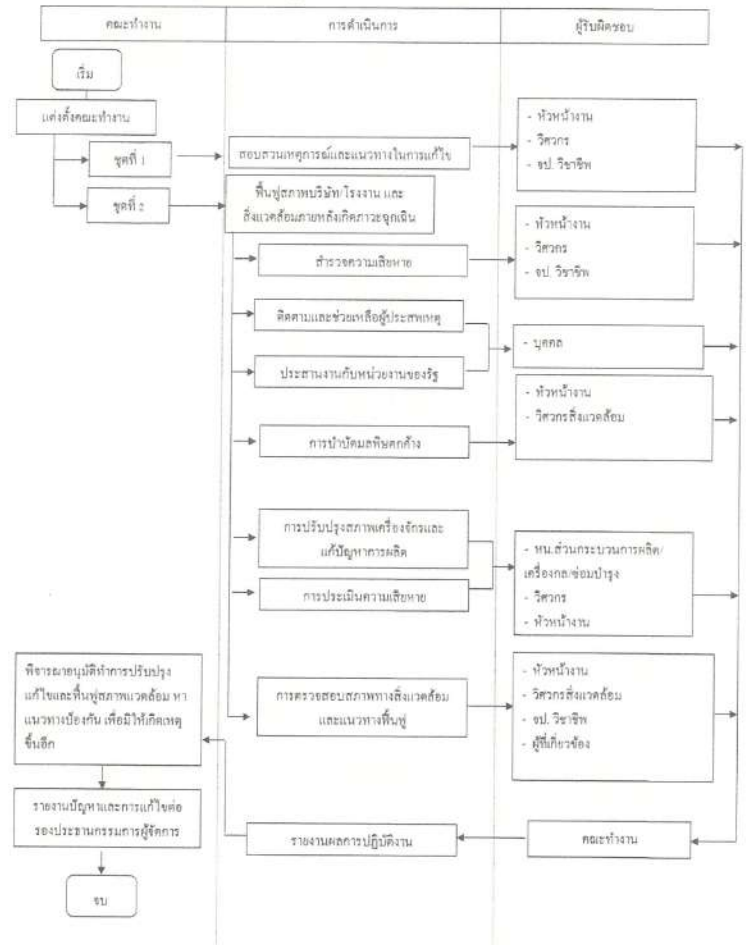 คณะทำงาน
การดำเนินการ
ผู้รับผิดชอบ
เริ่ม
แต่งตั้งคณะทำงาน
ชุดที่ 1
สอบสวนเหตุการณ์และแนวทางในการแก้ไข
- หัวหน้างาน
- วิศวกร
- จป. วิชาชีพ
ชุดที่ 2
ฟื้นฟูสภาพบริษัท/โรงงาน และ
สิ่งแวดล้อมภายหลังเกิดภาวะฉุกเฉิน
สำรวจความเสียหาย
- หัวหน้างาน
- วิศวกร
- จป. วิชาชีพ
ติดตามและช่วยเหลือผู้ประสพเหตุ
ประสานงานกับหน่วยงานของรัฐ
- บุคคล
การบำบัดมลพิษตกค้าง
- หัวหน้างาน
- วิศวกรสิ่งแวดล้อม
การปรับปรุงสภาพเครื่องจักรและ
แก้ปัญหาการผลิต
การประเมินความเสียหาย
- หน.ส่วนกระบวนการผลิต/
เครื่องกล/ซ่อมบำรุง
- วิศวกร
- หัวหน้างาน
การตรวจสอบสภาพทางสิ่งแวดล้อม
และแนวทางฟื้นฟู
- หัวหน้างาน
- วิศวกรสิ่งแวดล้อม
- จป. วิชาชีพ
- ผู้ที่เกี่ยวข้อง
พิจารณาอนุมัติทำการปรับปรุง
แก้ไขและฟื้นฟูสภาพแวดล้อม หา
แนวทางป้องกัน เพื่อมิให้เกิดเหตุ
ขึ้นอีก
คณะทำงาน
รายงานผลการปฏิบัติงาน
รายงานปัญหาและการแก้ไขต่อ
รองประธานกรรมการผู้จัดการ
จบ